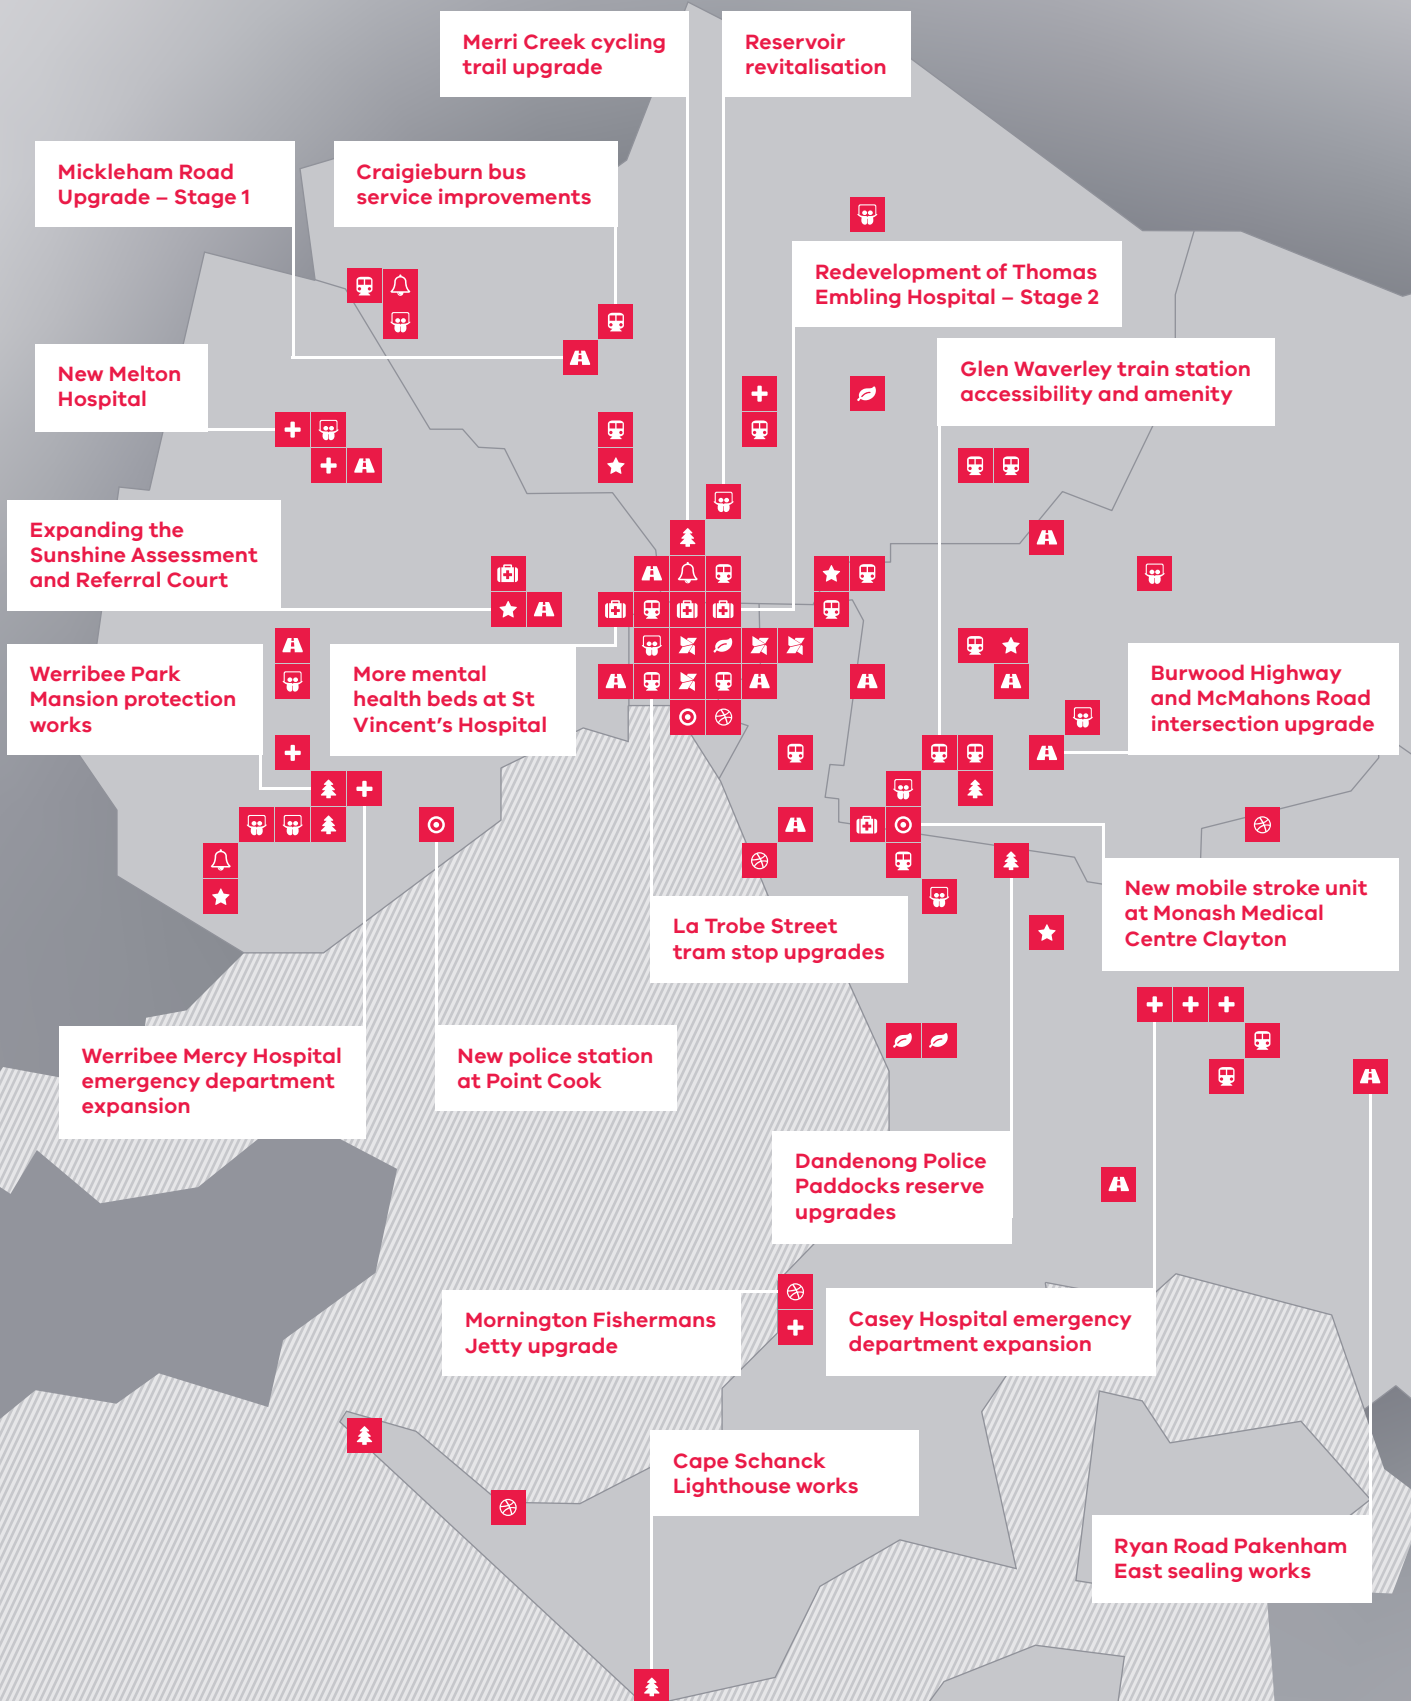 Merri Creek cycling
trail upgrade
Reservoir
revitalisation
Mickleham Road
Upgrade – Stage 1
Craigieburn bus
service improvements
Redevelopment of Thomas
Embling Hospital – Stage 2
New Melton
Hospital
Glen Waverley train station
accessibility and amenity
Expanding the
Sunshine Assessment
and Referral Court
Werribee Park
Mansion protection
works
More mental
health beds at St
Vincent's Hospital
Burwood Highway
and McMahons Road
intersection upgrade
New mobile stroke unit
at Monash Medical
Centre Clayton
La Trobe Street
tram stop upgrades
Werribee Mercy Hospital
emergency department
expansion
New police station
at Point Cook
Dandenong Police
Paddocks reserve
upgrades
Mornington Fishermans
Jetty upgrade
Casey Hospital emergency
department expansion
Cape Schanck
Lighthouse works
Ryan Road Pakenham
East sealing works